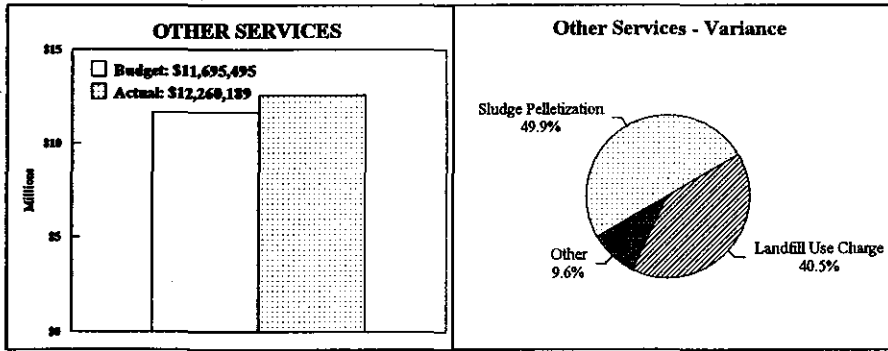 OTHER SERVICES
$15
Budget: $11,695,495
Actual: $12,260,189
$10
Millions
$5
$0
Other Services - Variance
Sludge Pelletization
49.9%
Other
9.6%
Landfill Use Charge
40.5%